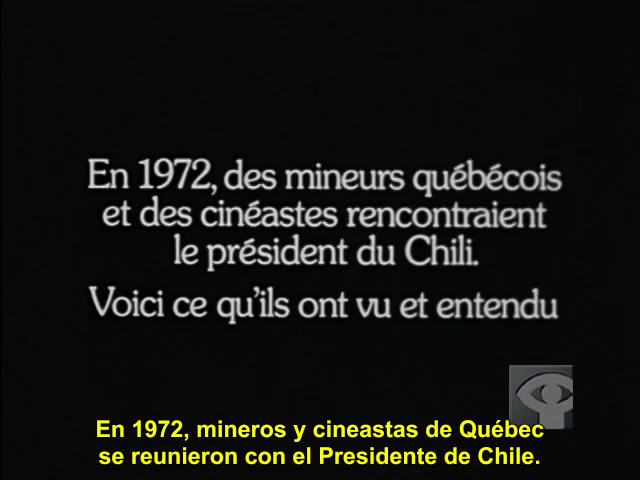 En 1972, des mineurs québécois
et des cinéastes rencontraient
le président du Chili.
Voici ce qu'ils ont vu et entendu
En 1972, mineros y cineastas de Québec
se reunieron con el Presidente de Chile.